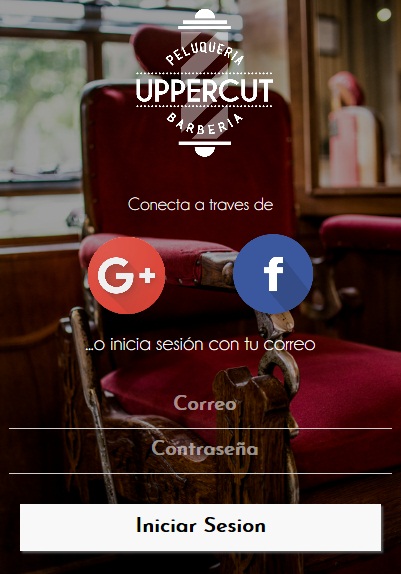 PELUQUERIA
UPPERCUT
BARBERIA
Conecta a traves de
G+ f
...o inicia sesión con tu correo
Correo
Contraseña
Iniciar Sesion